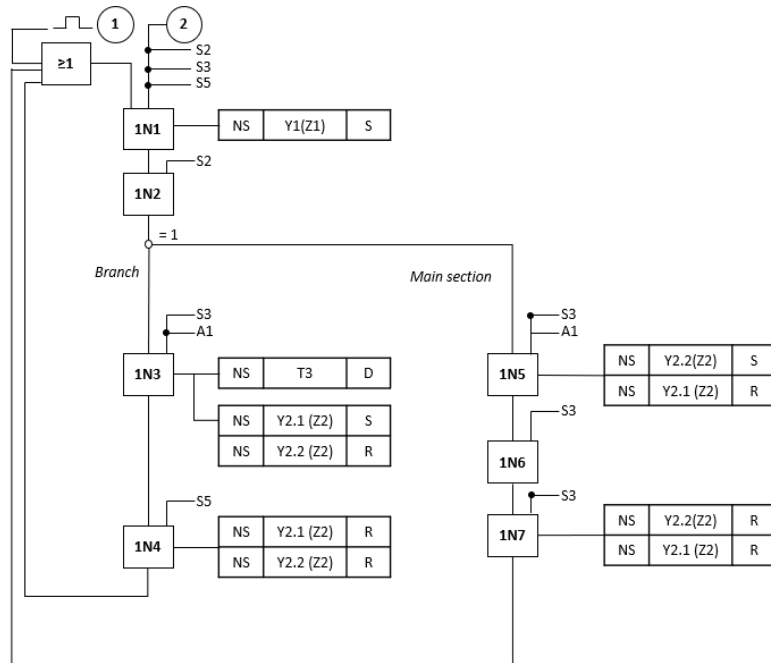 1
2
S2
S3
S5
≥1
1N1
NS Y1(Z1) S
S2
1N2
= 1
Branch
Main section
S3
A1
S3
A1
1N3
NS T3 D
1N5
NS Y2.2(Z2) S
NS Y2.1 (Z2) R
NS Y2.1 (Z2) S
NS Y2.2 (Z2) R
S3
1N6
S5
S3
1N4
NS Y2.1 (Z2) R
NS Y2.2 (Z2) R
1N7
NS Y2.2(Z2) R
NS Y2.1 (Z2) R